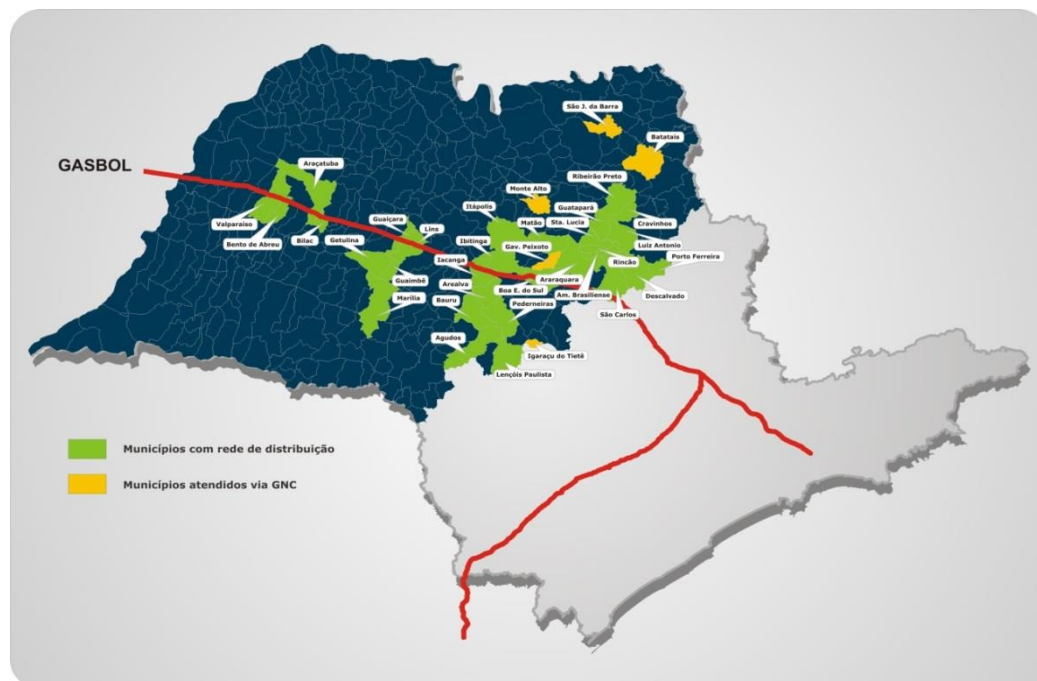 São J. da Barra
Batatais
GASBOL
Araçatuba
Ribeirão Preto
Monte Alto
Guatapará
Itápolis
Guaiçara
Lins
Matão
Sta. Lucia
Cravinhos
Valparaíso
Bento de Abreu
Bilac
Getulina
Ibitinga
Gav. Peixoto
Luiz Antonio
Iacanga
Rincão
Porto Ferreira
Guaimbê
Araraquara
Arealva
Boa E. do Sul
Am. Brasiliense
Descalvado
Marília
Bauru
Pederneiras
São Carlos
Agudos
Igaraçu do Tietê
Lençóis Paulista
Municípios com rede de distribuição
Municípios atendidos via GNC